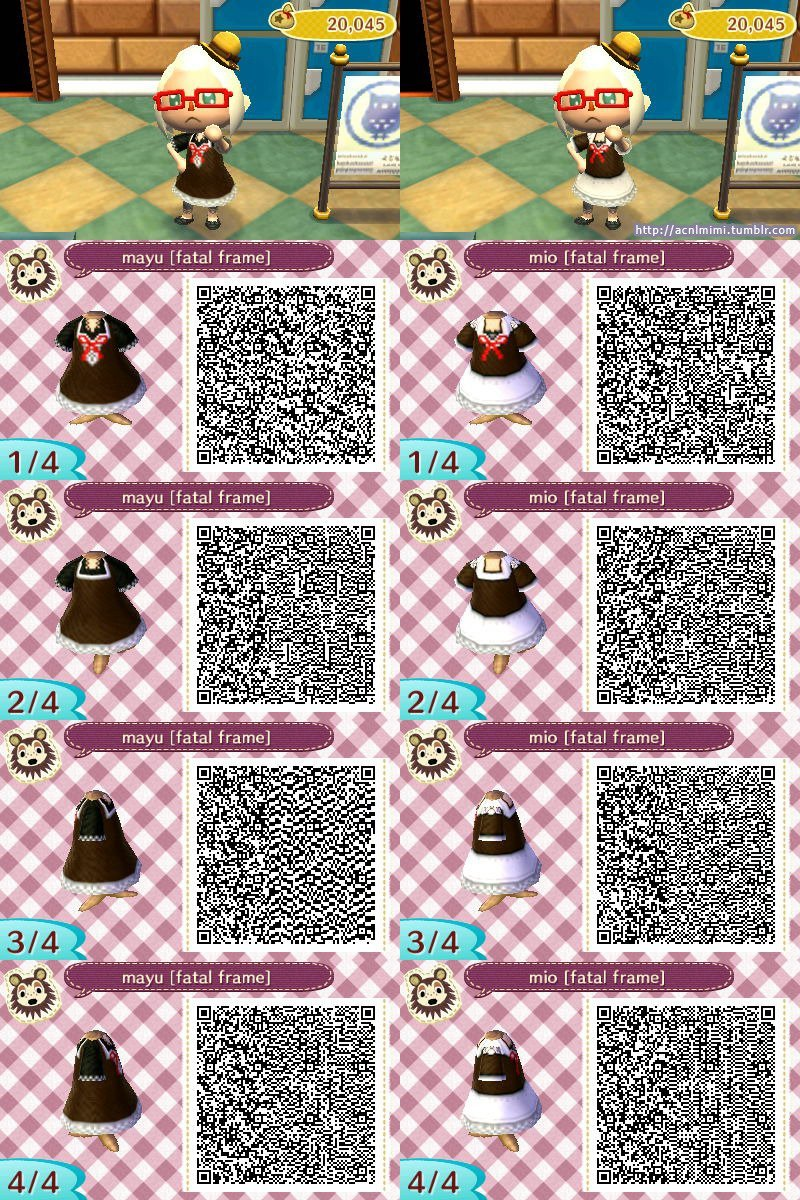 20,045
20,045
http://acnlmimi.tumblr.com
mayu [fatal frame]
mio [fatal frame]
1/4
1/4
mayu [fatal frame]
mio [fatal frame]
2/4
2/4
mayu [fatal frame]
mio [fatal frame]
3/4
3/4
mayu [fatal frame]
mio [fatal frame]
4/4
4/4